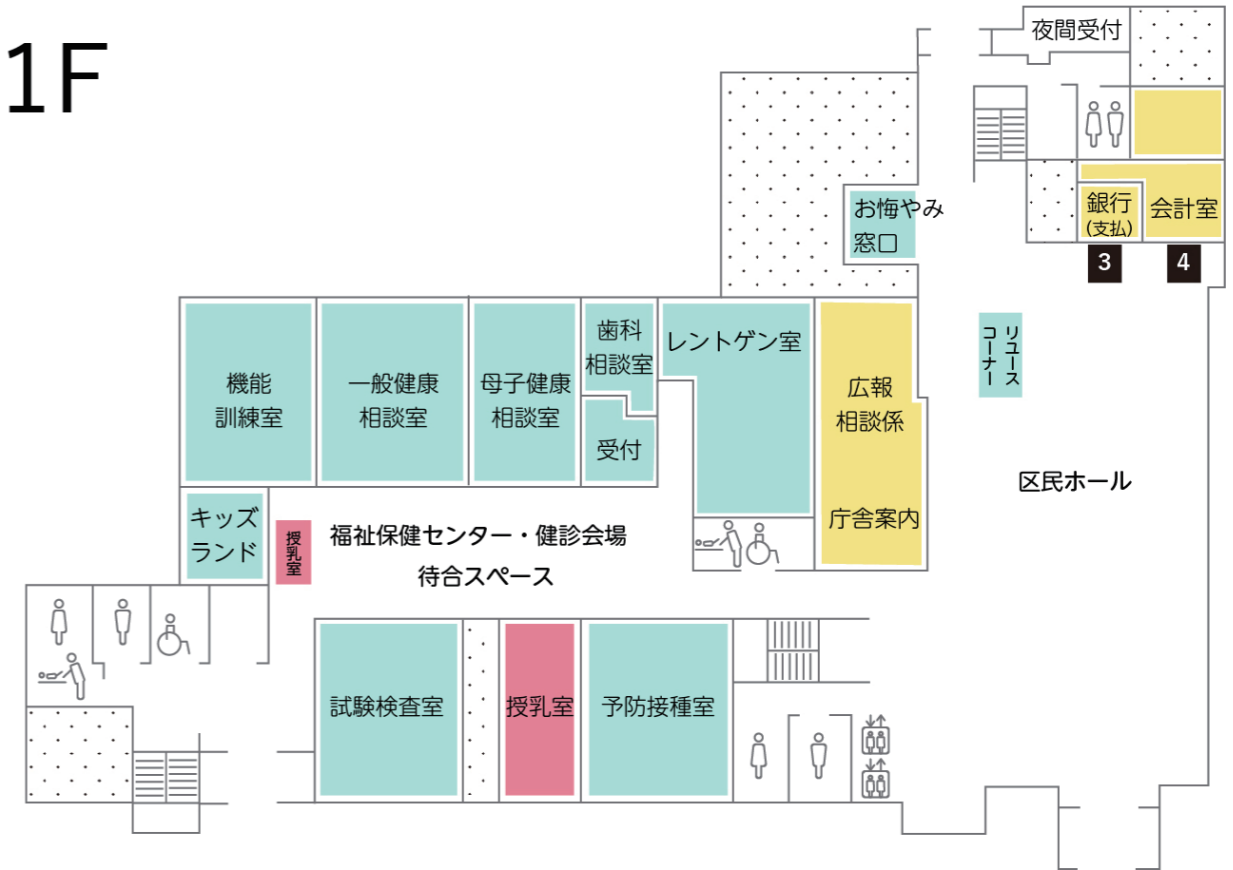 1F
夜間受付
お悔やみ
窓口
銀行
(支払)
会計室
3
4
リユース
コーナー
機能
訓練室
一般健康
相談室
母子健康
相談室
歯科
相談室
受付
レントゲン室
広報
相談係
庁舎案内
区民ホール
キッズ
ランド
授乳室
福祉保健センター・健診会場
待合スペース
試験検査室
授乳室
予防接種室